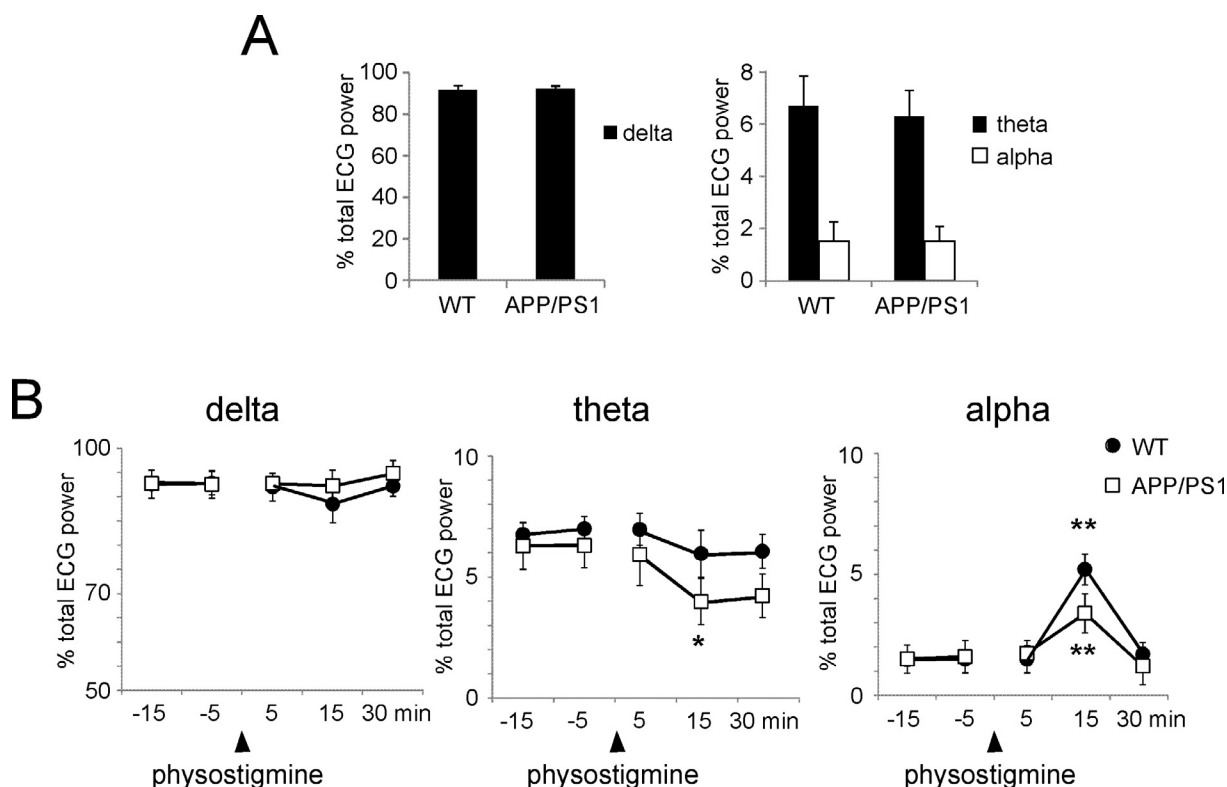 A
% total ECG power
100
80
60
40
20
0
WT
APP/PS1
delta
% total ECG power
8
6
4
2
0
WT
APP/PS1
theta
alpha
B
delta
% total ECG power
100
70
50
-15 -5 5 15 30 min
physostigmine
theta
% total ECG power
10
5
0
*
-15 -5 5 15 30 min
physostigmine
alpha
% total ECG power
10
5
0
**
**
-15 -5 5 15 30 min
physostigmine
WT
APP/PS1